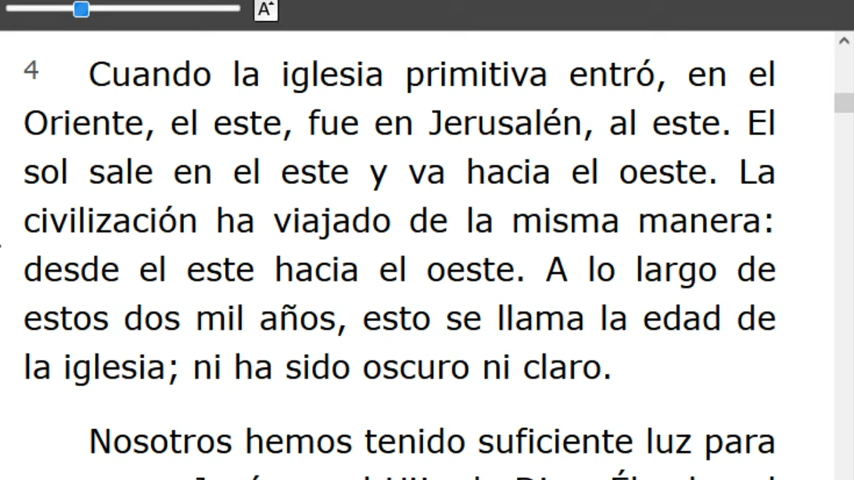 A
4 Cuando la iglesia primitiva entró, en el
Oriente, el este, fue en Jerusalén, al este. El
sol sale en el este y va hacia el oeste. La
civilización ha viajado de la misma manera:
desde el este hacia el oeste. A lo largo de
estos dos mil años, esto se llama la edad de
la iglesia; ni ha sido oscuro ni claro.
Nosotros hemos tenido suficiente luz para